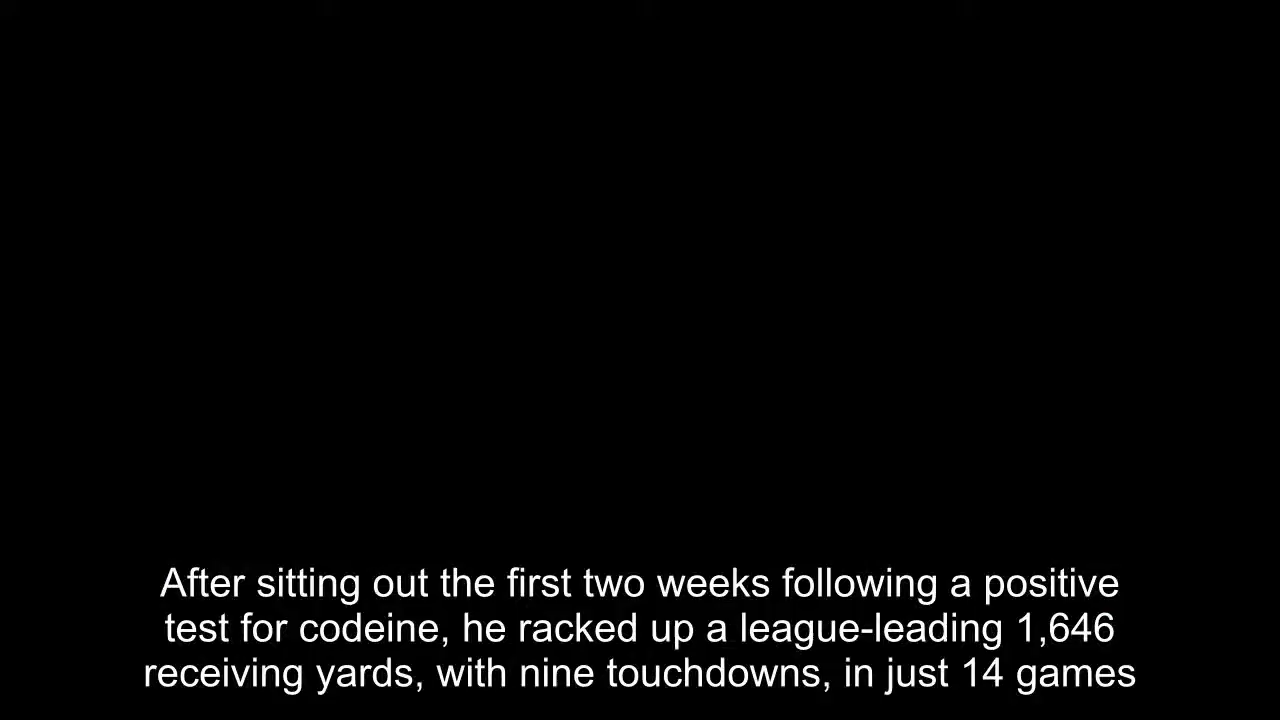 After sitting out the first two weeks following a positive
test for codeine, he racked up a league-leading 1,646
receiving yards, with nine touchdowns, in just 14 games